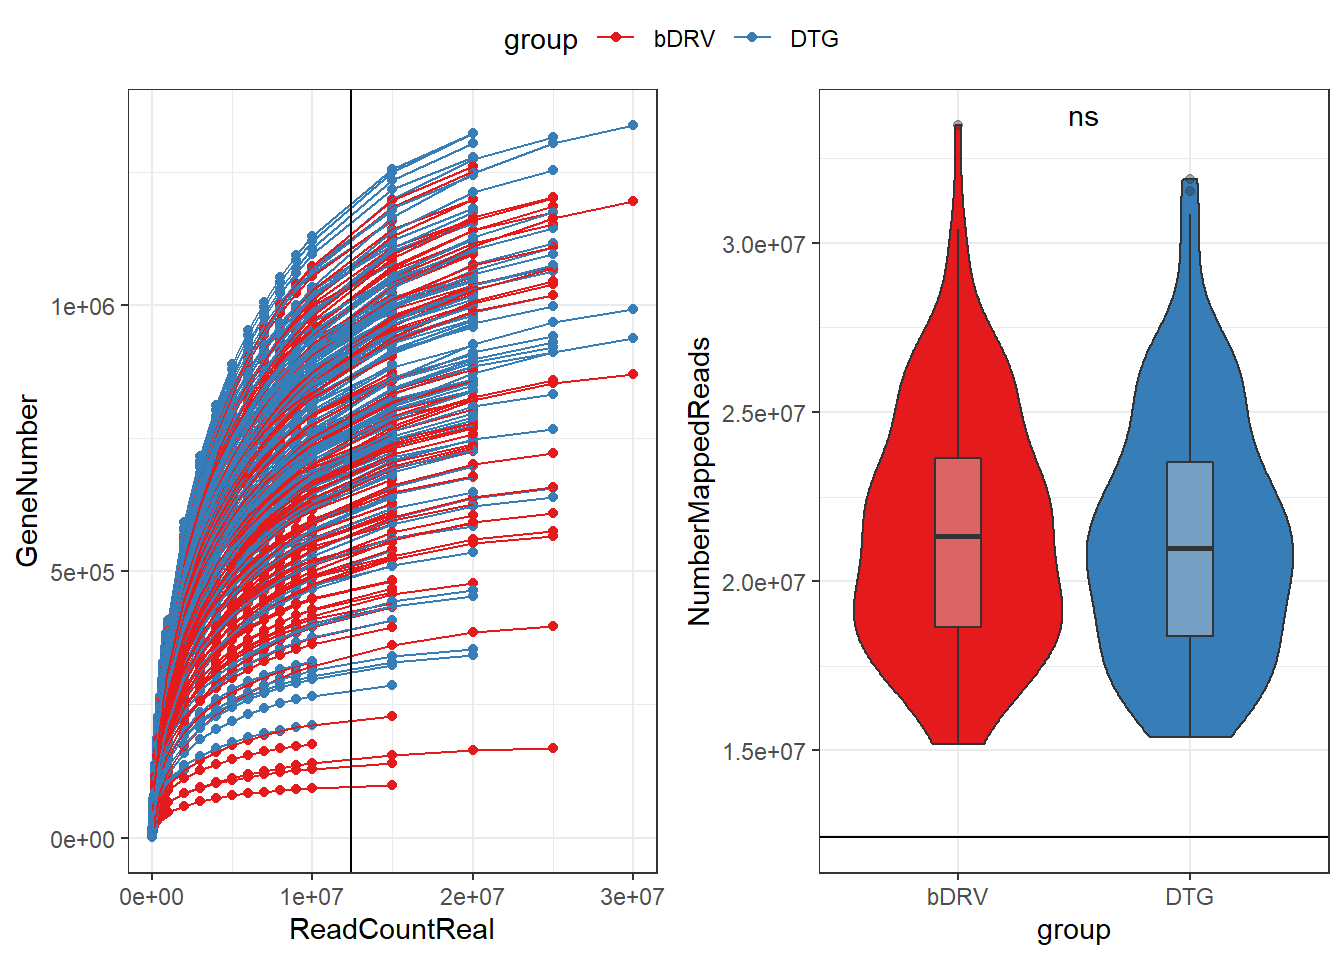 group bDRV DTG
GeneNumber
1e+06
5e+05
0e+00
0e+00 1e+07 2e+07 3e+07
ReadCountReal
ns
NumberMappedReads
3.0e+07
2.5e+07
2.0e+07
1.5e+07
bDRV DTG
group